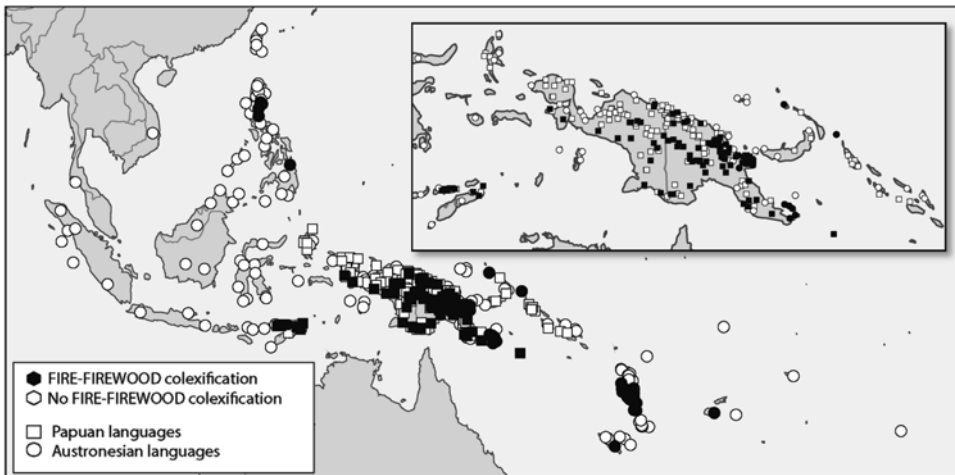 FIRE-FIREWOOD colexification
No FIRE-FIREWOOD colexification
Papuan languages
Austronesian languages